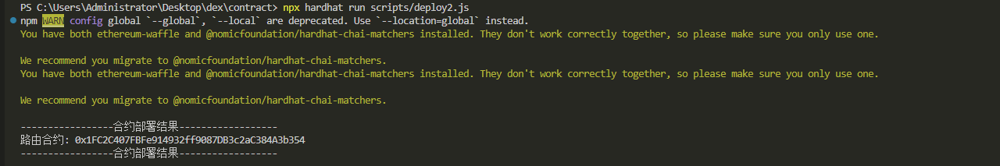 PS C:\Users\Administrator\Desktop\dex\contract> npx hardhat run scripts/deploy2.js
npm WARN config global `--global`, `--local` are deprecated. Use `--location=global` instead.
You have both ethereum-waffle and @nomicfoundation/hardhat-chai-matchers installed. They don't work correctly together, so please make sure you only use one.
We recommend you migrate to @nomicfoundation/hardhat-chai-matchers.
You have both ethereum-waffle and @nomicfoundation/hardhat-chai-matchers installed. They don't work correctly together, so please make sure you only use one.
We recommend you migrate to @nomicfoundation/hardhat-chai-matchers.
-----------------合约部署结果------------------
路由合约: 0x1FC2C407FBFe914932ff9087DB3c2aC384A3b354
-----------------合约部署结果------------------